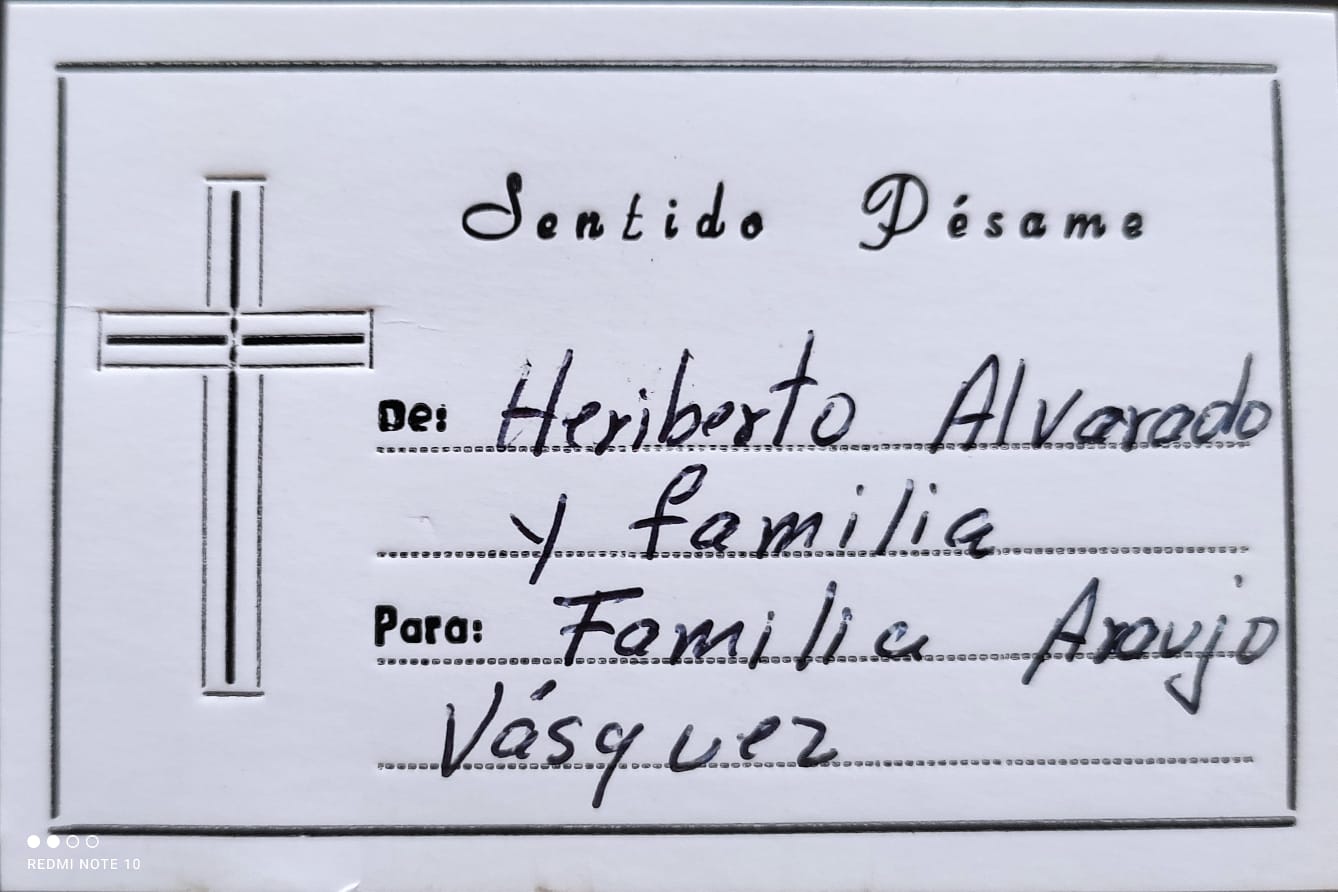 Sentido Désame
De: Heriberto Alvarado
y familia
Para: Familia Araujo
Vásquez
REDMI NOTE 10